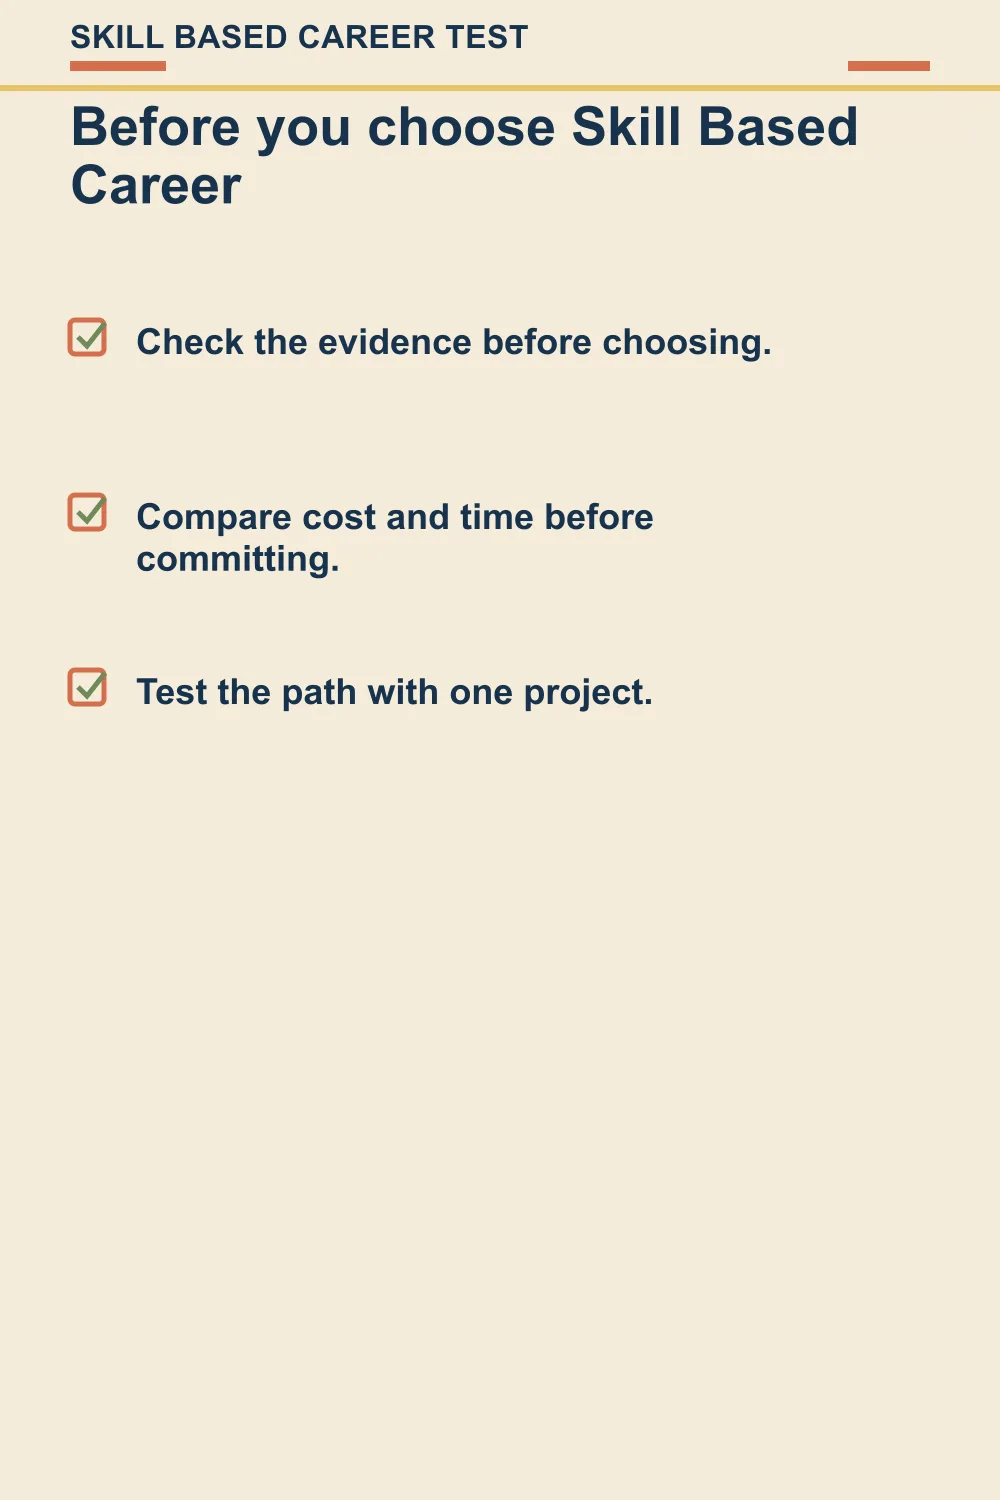 SKILL BASED CAREER TEST
Before you choose Skill Based
Career
Check the evidence before choosing.
Compare cost and time before
committing.
Test the path with one project.